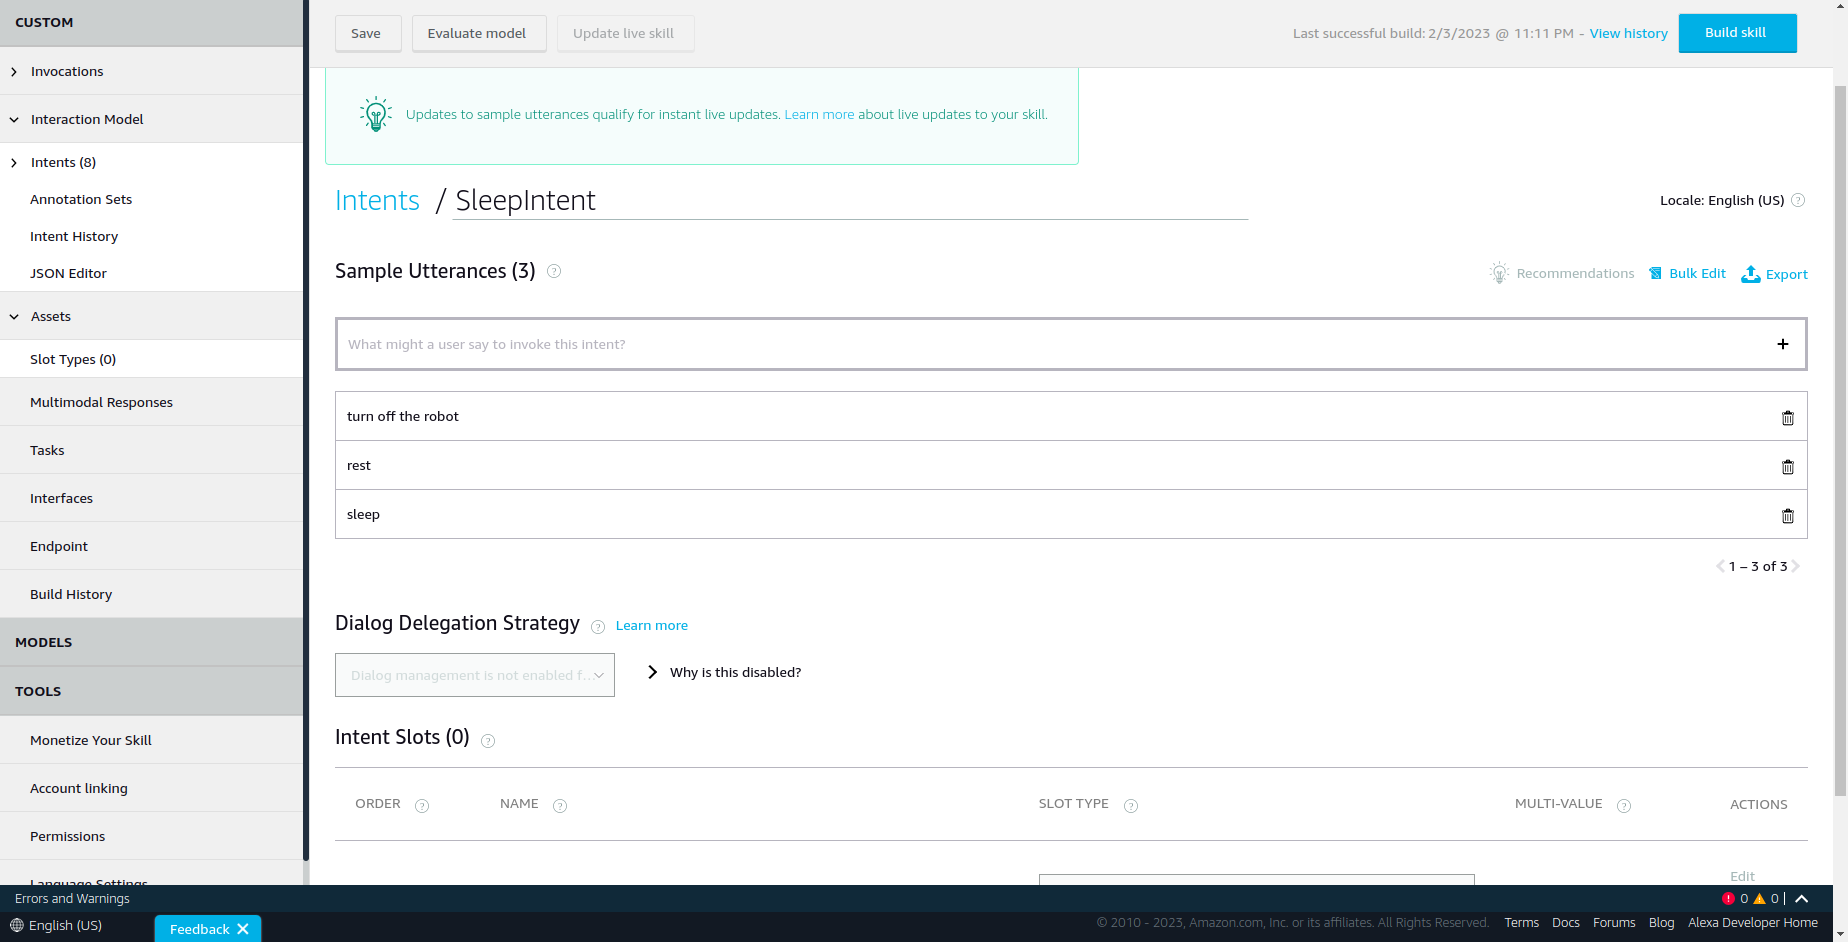 CUSTOM
Save
Evaluate model
Update live skill
Last successful build: 2/3/2023 @ 11:11 PM - View history
Build skill
Invocations
Interaction Model
Intents (8)
Annotation Sets
Intent History
JSON Editor
Assets
Slot Types (0)
Multimodal Responses
Tasks
Interfaces
Endpoint
Build History
MODELS
TOOLS
Monetize Your Skill
Account linking
Permissions
Language Settings
Updates to sample utterances qualify for instant live updates. Learn more about live updates to your skill.
Intents / SleepIntent
Locale: English (US) ?
Sample Utterances (3) ?
Recommendations
Bulk Edit
Export
What might a user say to invoke this intent? +
turn off the robot
rest
sleep
1 – 3 of 3
Dialog Delegation Strategy ? Learn more
Dialog management is not enabled f...
Why is this disabled?
Intent Slots (0) ?
ORDER ? NAME ? SLOT TYPE ? MULTI-VALUE ? ACTIONS
Edit
Errors and Warnings
! 0 ! 0 |
English (US)
Feedback
© 2010 - 2023, Amazon.com, Inc. or its affiliates. All Rights Reserved. Terms Docs Forums Blog Alexa Developer Home